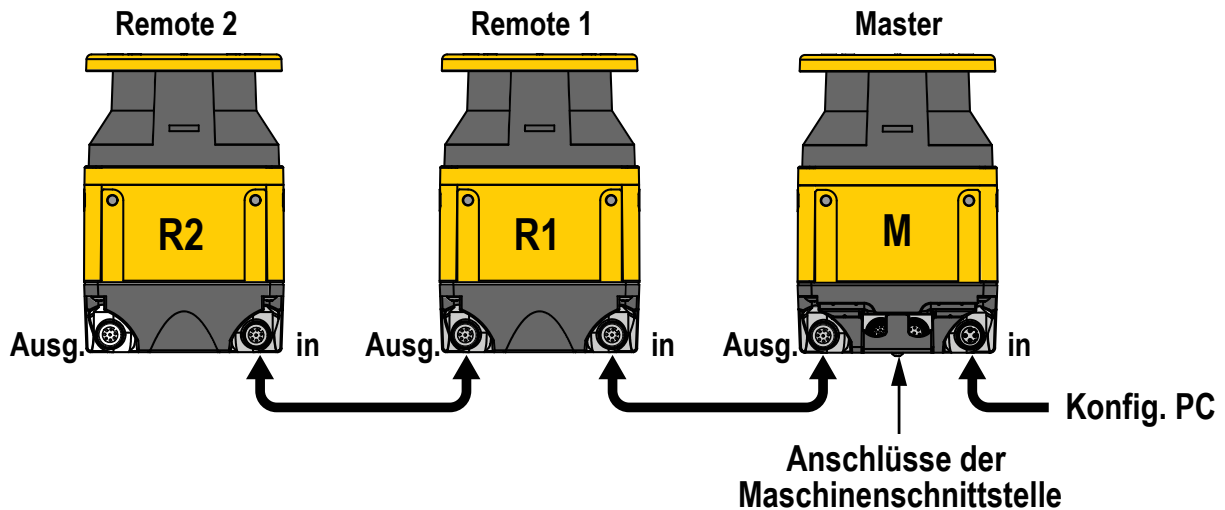 Remote 2
Remote 1
Master
R2
R1
M
Ausg.
in
Ausg.
in
Ausg.
in
Konfig. PC
Anschlüsse der
Maschinenschnittstelle